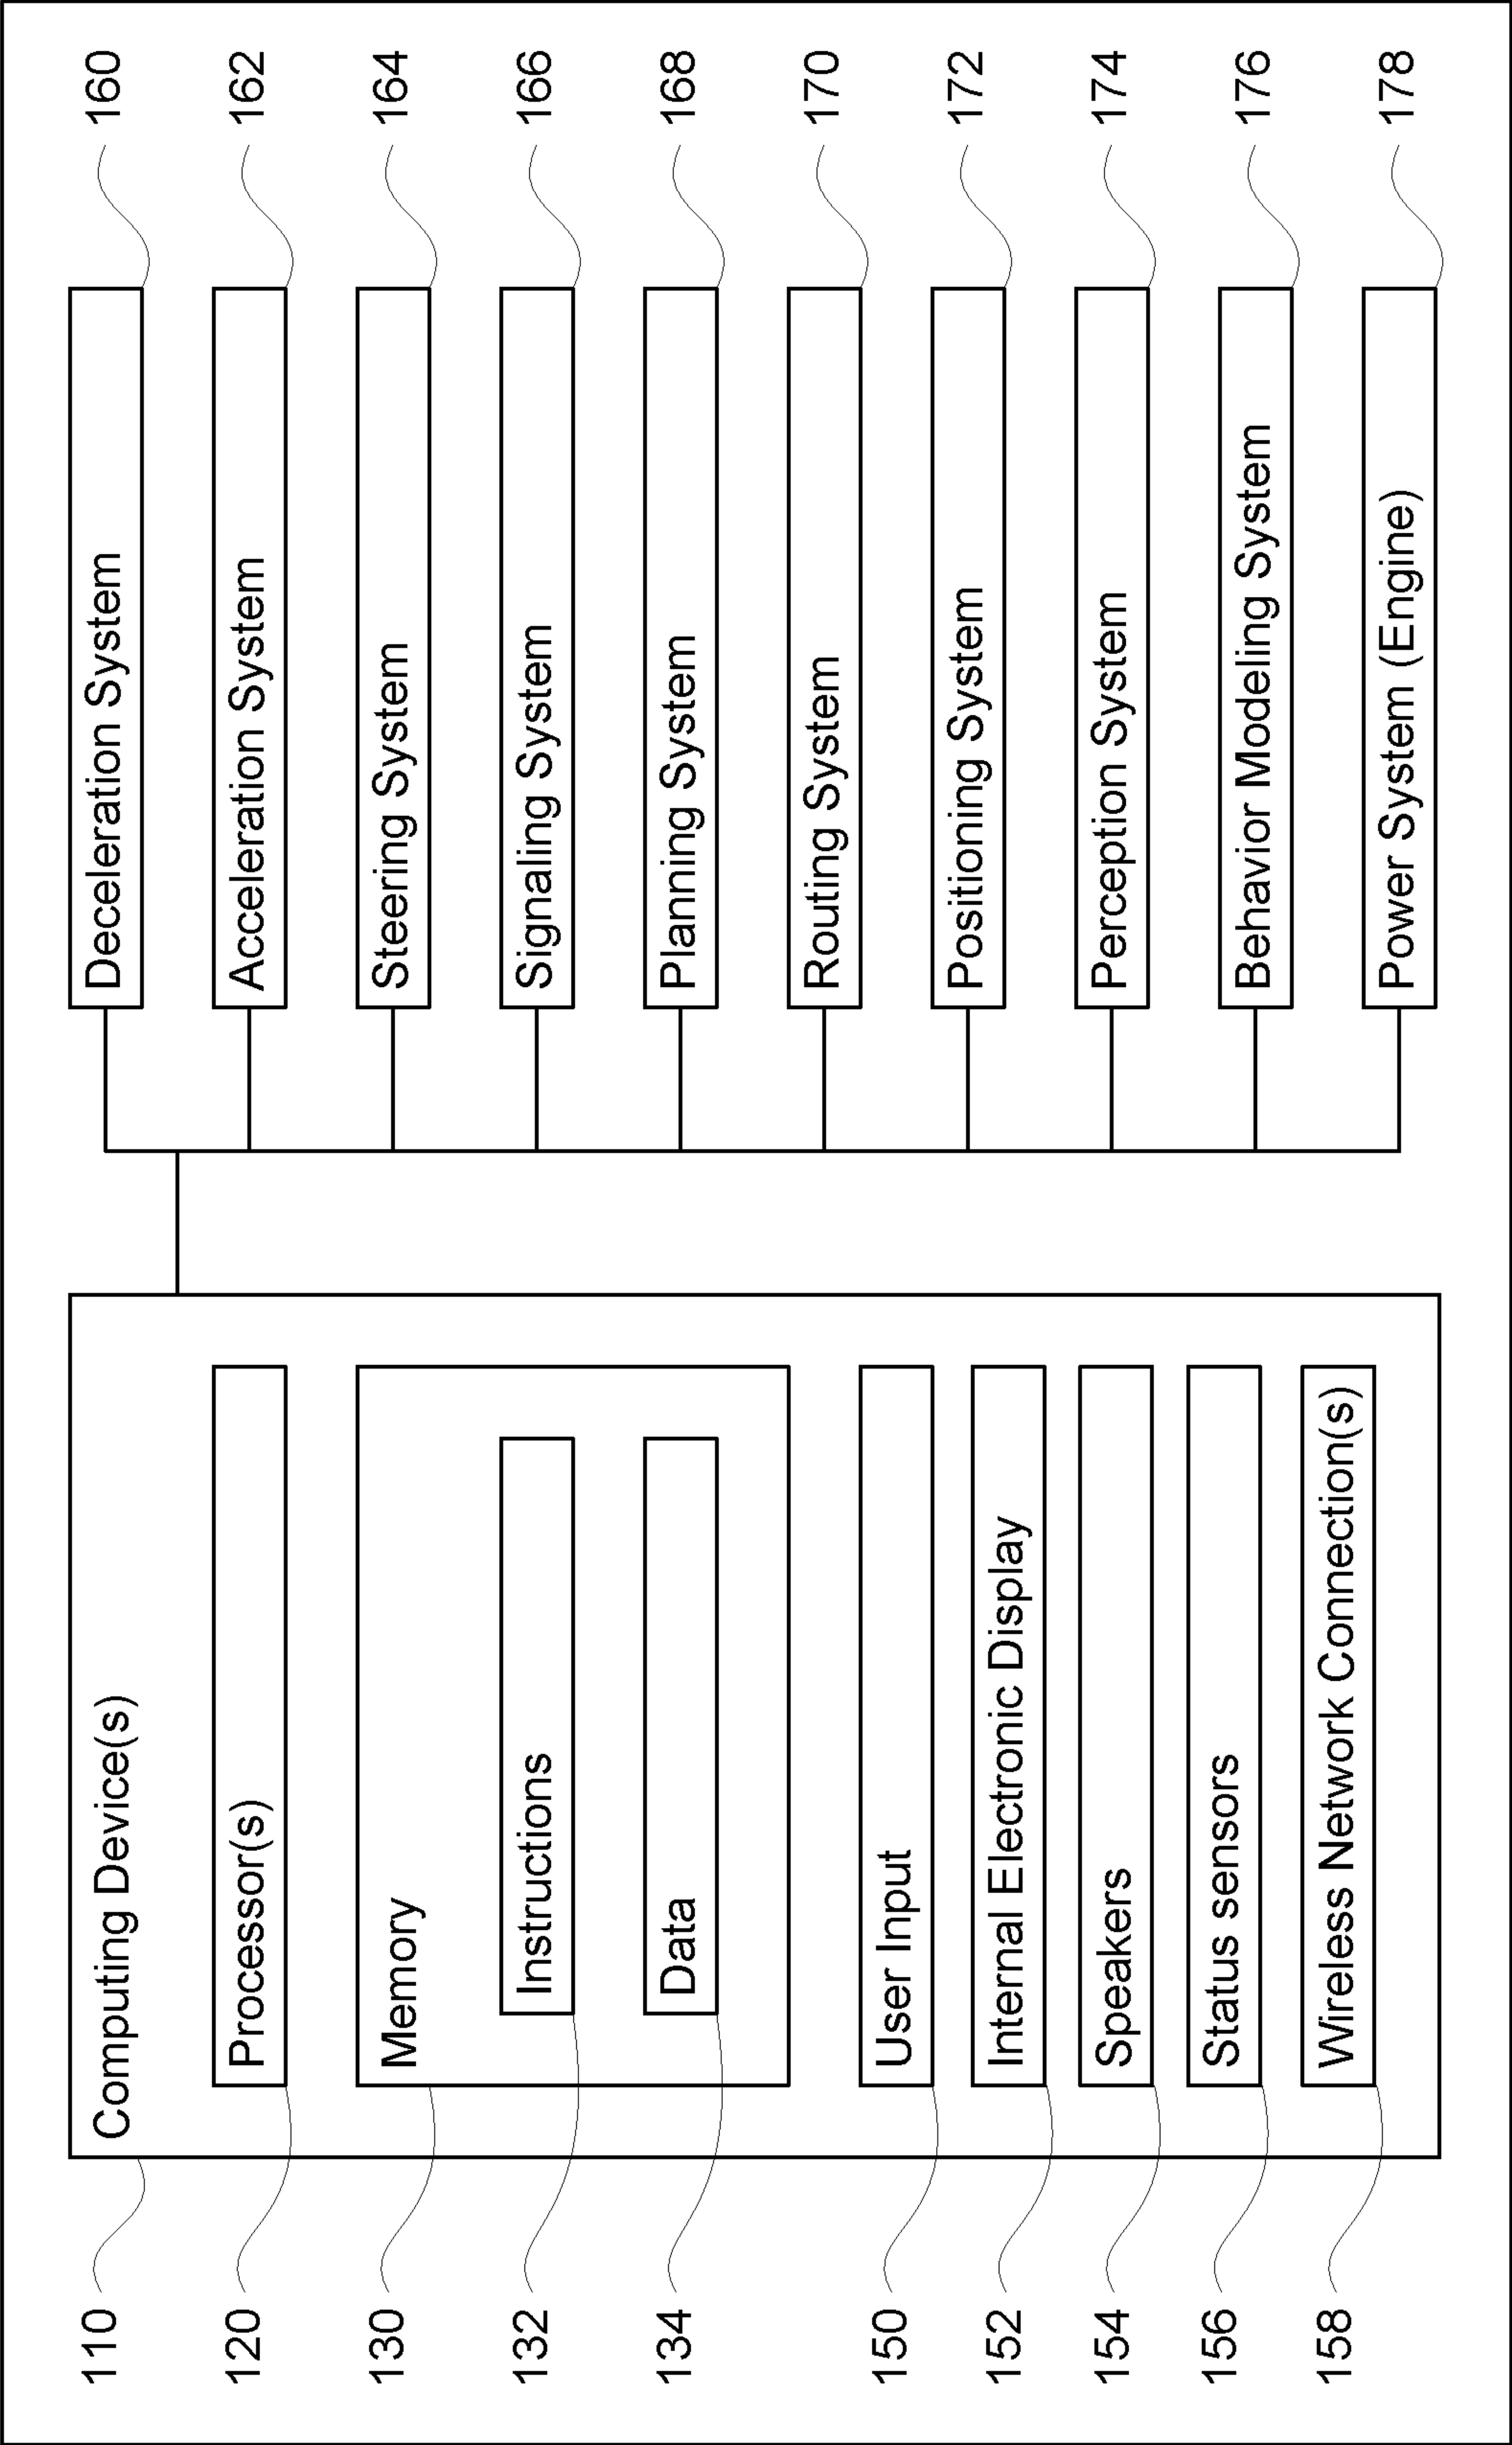 110
Computing Device(s)
120
Processor(s)
130
Memory
132
Instructions
134
Data
150
User Input
152
Internal Electronic Display
154
Speakers
156
Status sensors
158
Wireless Network Connection(s)
Deceleration System
160
Acceleration System
162
Steering System
164
Signaling System
166
Planning System
168
Routing System
170
Positioning System
172
Perception System
174
Behavior Modeling System
176
Power System (Engine)
178